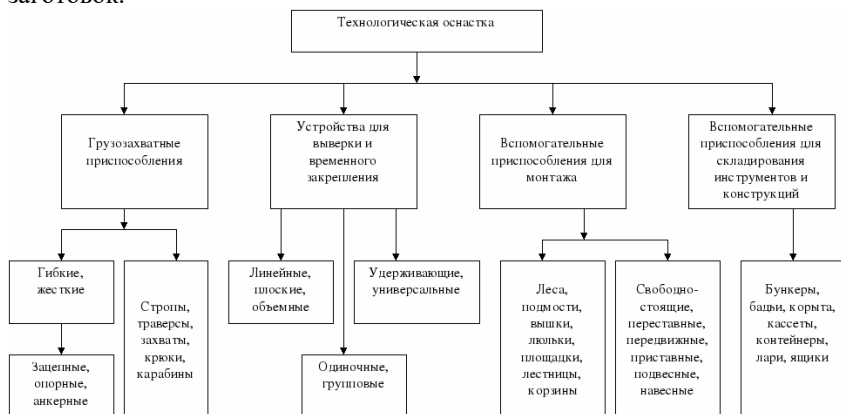 заготовок.
Технологическая оснастка
Грузозахватные
приспособления
Устройства для
выверки и
временного
закрепления
Вспомогательные
приспособления для
монтажа
Вспомогательные
приспособления для
складирования
инструментов и
конструкций
Гибкие,
жесткие
Стропы,
траверсы,
захваты,
крюки,
карабины
Линейные,
плоские,
объемные
Удерживающие,
универсальные
Леса,
подмости,
вышки,
люльки,
площадки,
лестницы,
корзины
Свободно-
стоящие,
переставные,
передвижные,
приставные,
подвесные,
навесные
Бункеры,
бадьи, корыта,
кассеты,
контейнеры,
лари, ящики
Зацепные,
опорные,
анкерные
Одиночные,
групповые